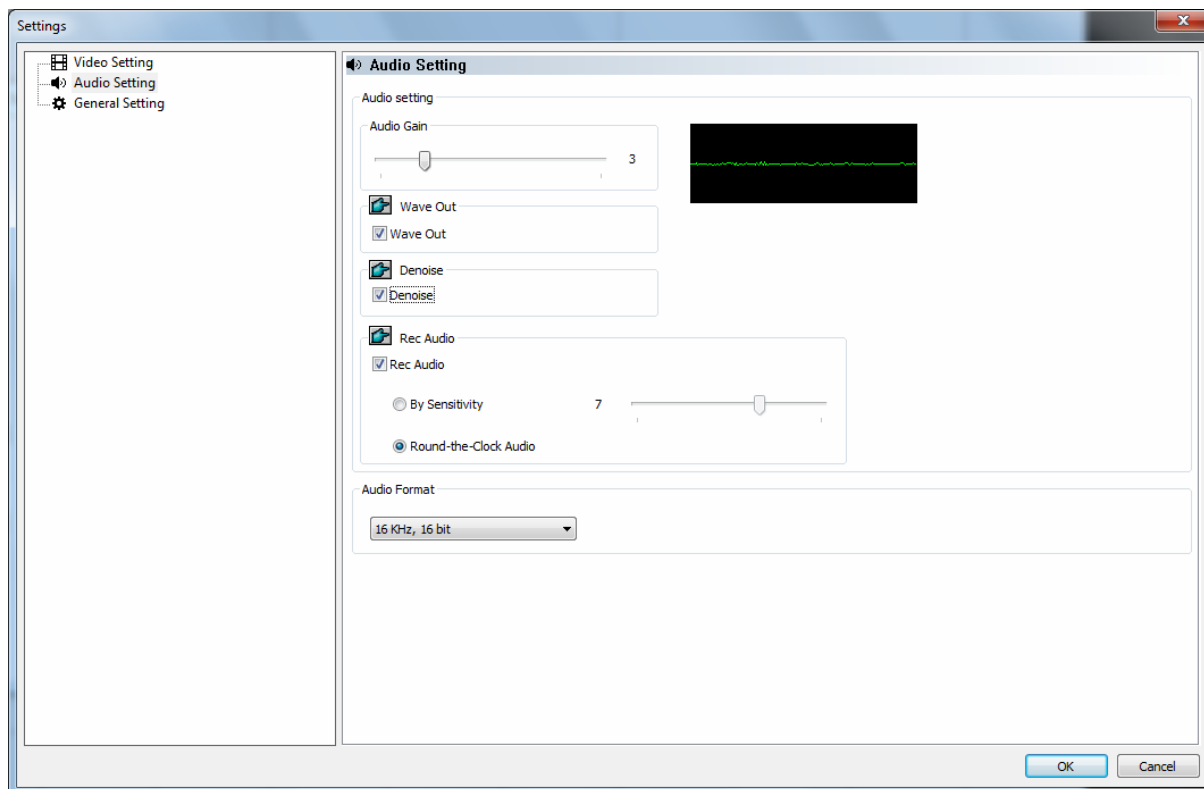 Settings
x
Video Setting
Audio Setting
General Setting
Audio Setting
Audio setting
Audio Gain
3
Wave Out
Wave Out
Denoise
Denoise
Rec Audio
Rec Audio
By Sensitivity 7
Round-the-Clock Audio
Audio Format
16 KHz, 16 bit
OK Cancel